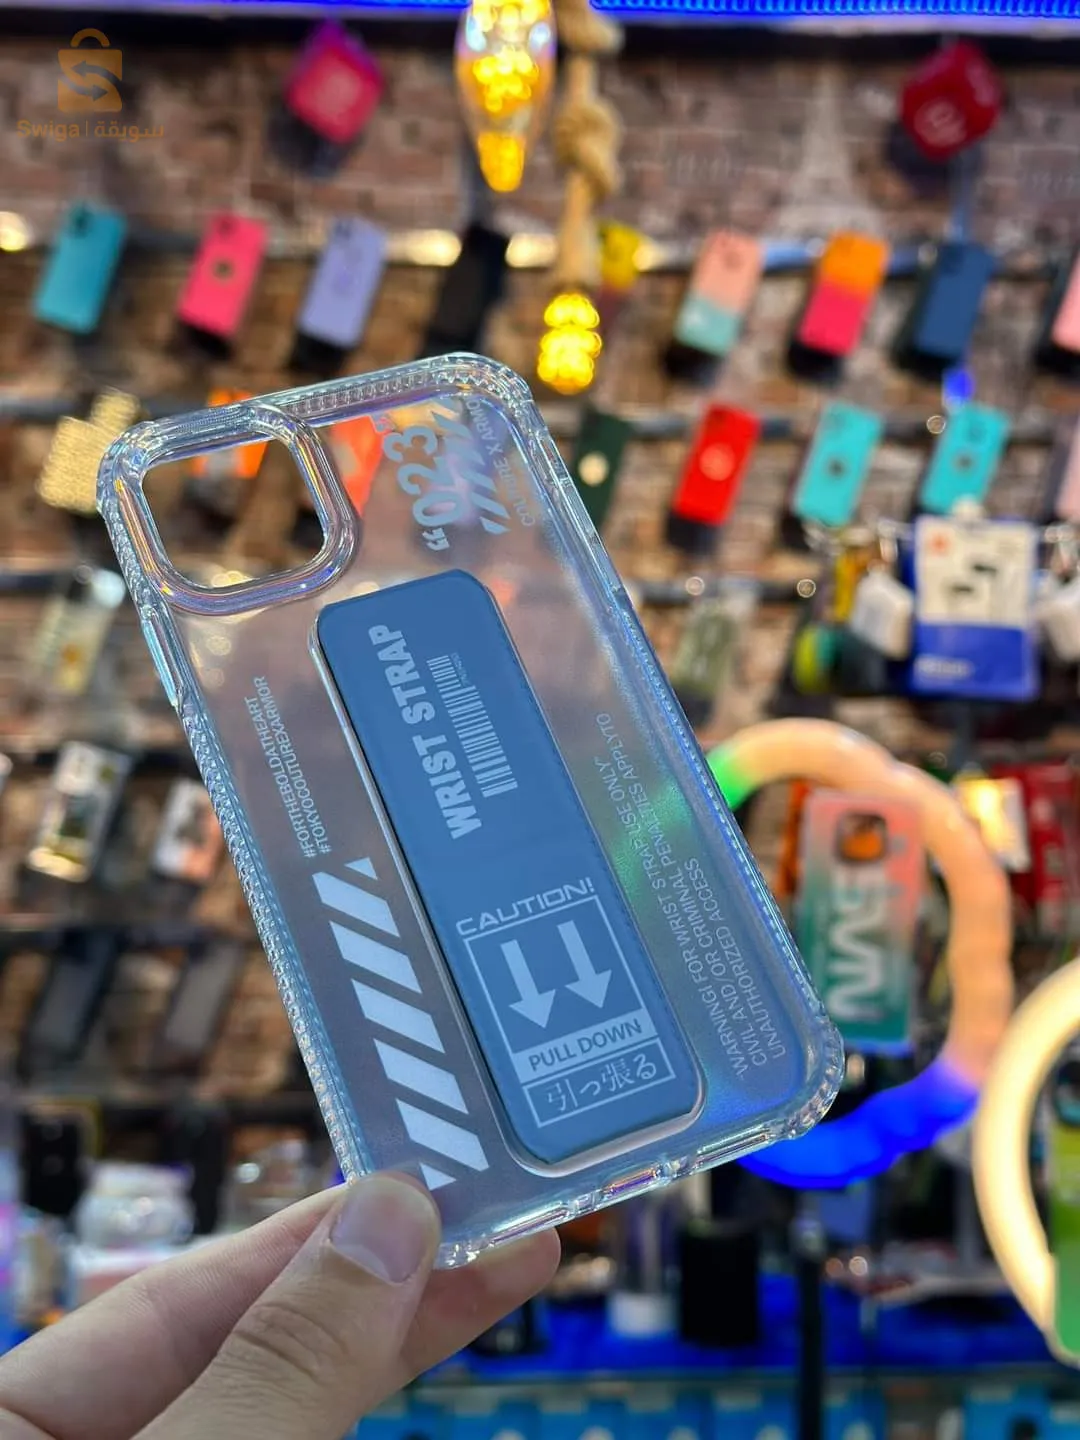 Swiga | سويقة
“023”
COUTURE X ARMOR
WRIST STRAP
#FORTHEBOLDATHEART
#TOKYOCOUTUREXARMOR
CAUTION!
PULL DOWN
引っ張る
WARNING! FOR WRIST STRAP USE ONLY.
CIVIL AND OR CRIMINAL PENALTIES APPLY TO
UNAUTHORIZED ACCESS